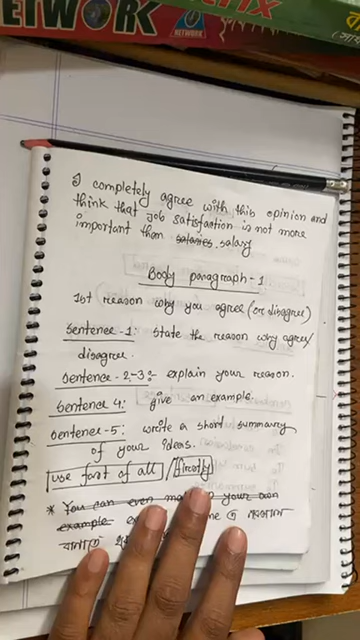 ETWORK
NETWORK
I completely agree with this opinion and
think that Job satisfaction is not more
important than salaries salary
Body paragraph-1
1st reason why you agree (or disagree)
Sentence-1: state the reason why agree/
disagree.
Sentence-2-3: explain your reason.
Sentence 4: give an example.
Sentence-5: write a short summary
of your ideas.
use first of all / Firstly
* You can even make your own
example
বানাতে